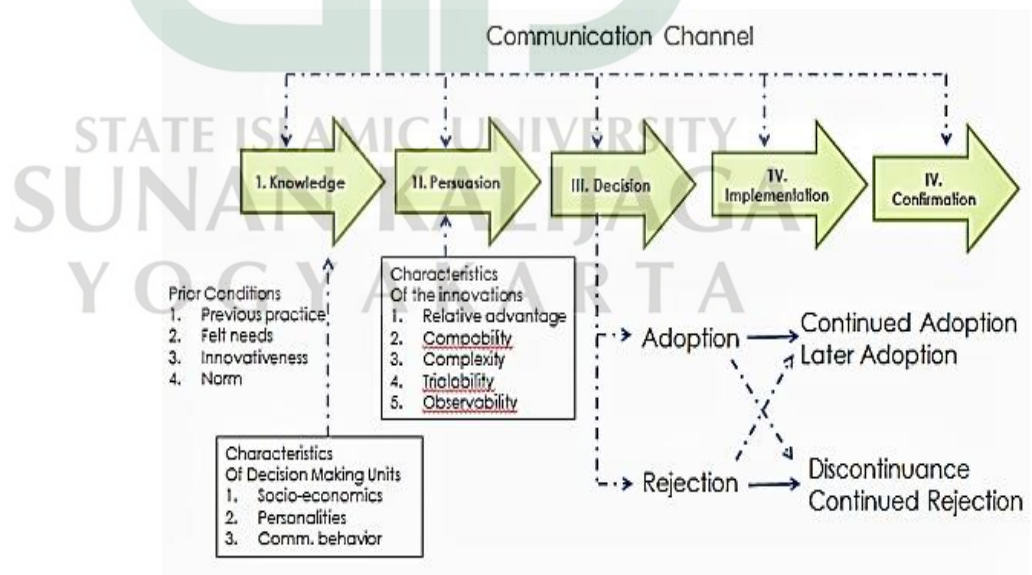 Communication Channel
STATE ISLAMIC UNIVERSITY
SUNAN KALIJAGA
YOGYAKARTA
1. Knowledge
11. Persuasion
III. Decision
1V.
Implementation
IV.
Confirmation
Prior Conditions
1. Previous practice
2. Felt needs
3. Innovativeness
4. Norm
Characteristics
Of the innovations
1. Relative advantage
2. Compability
3. Complexity
4. Trialability
5. Observability
Characteristics
Of Decision Making Units
1. Socio-economics
2. Personalities
3. Comm. behavior
Adoption
Continued Adoption
Later Adoption
Rejection
Discontinuance
Continued Rejection